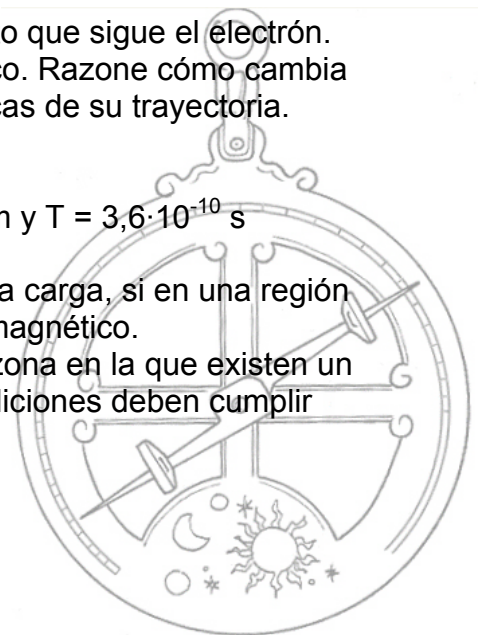 o que sigue el electrón.
co. Razone cómo cambia
cas de su trayectoria.
y T = 3,6·10⁻¹⁰ s
a carga, si en una región
magnético.
zona en la que existen un
diciones deben cumplir